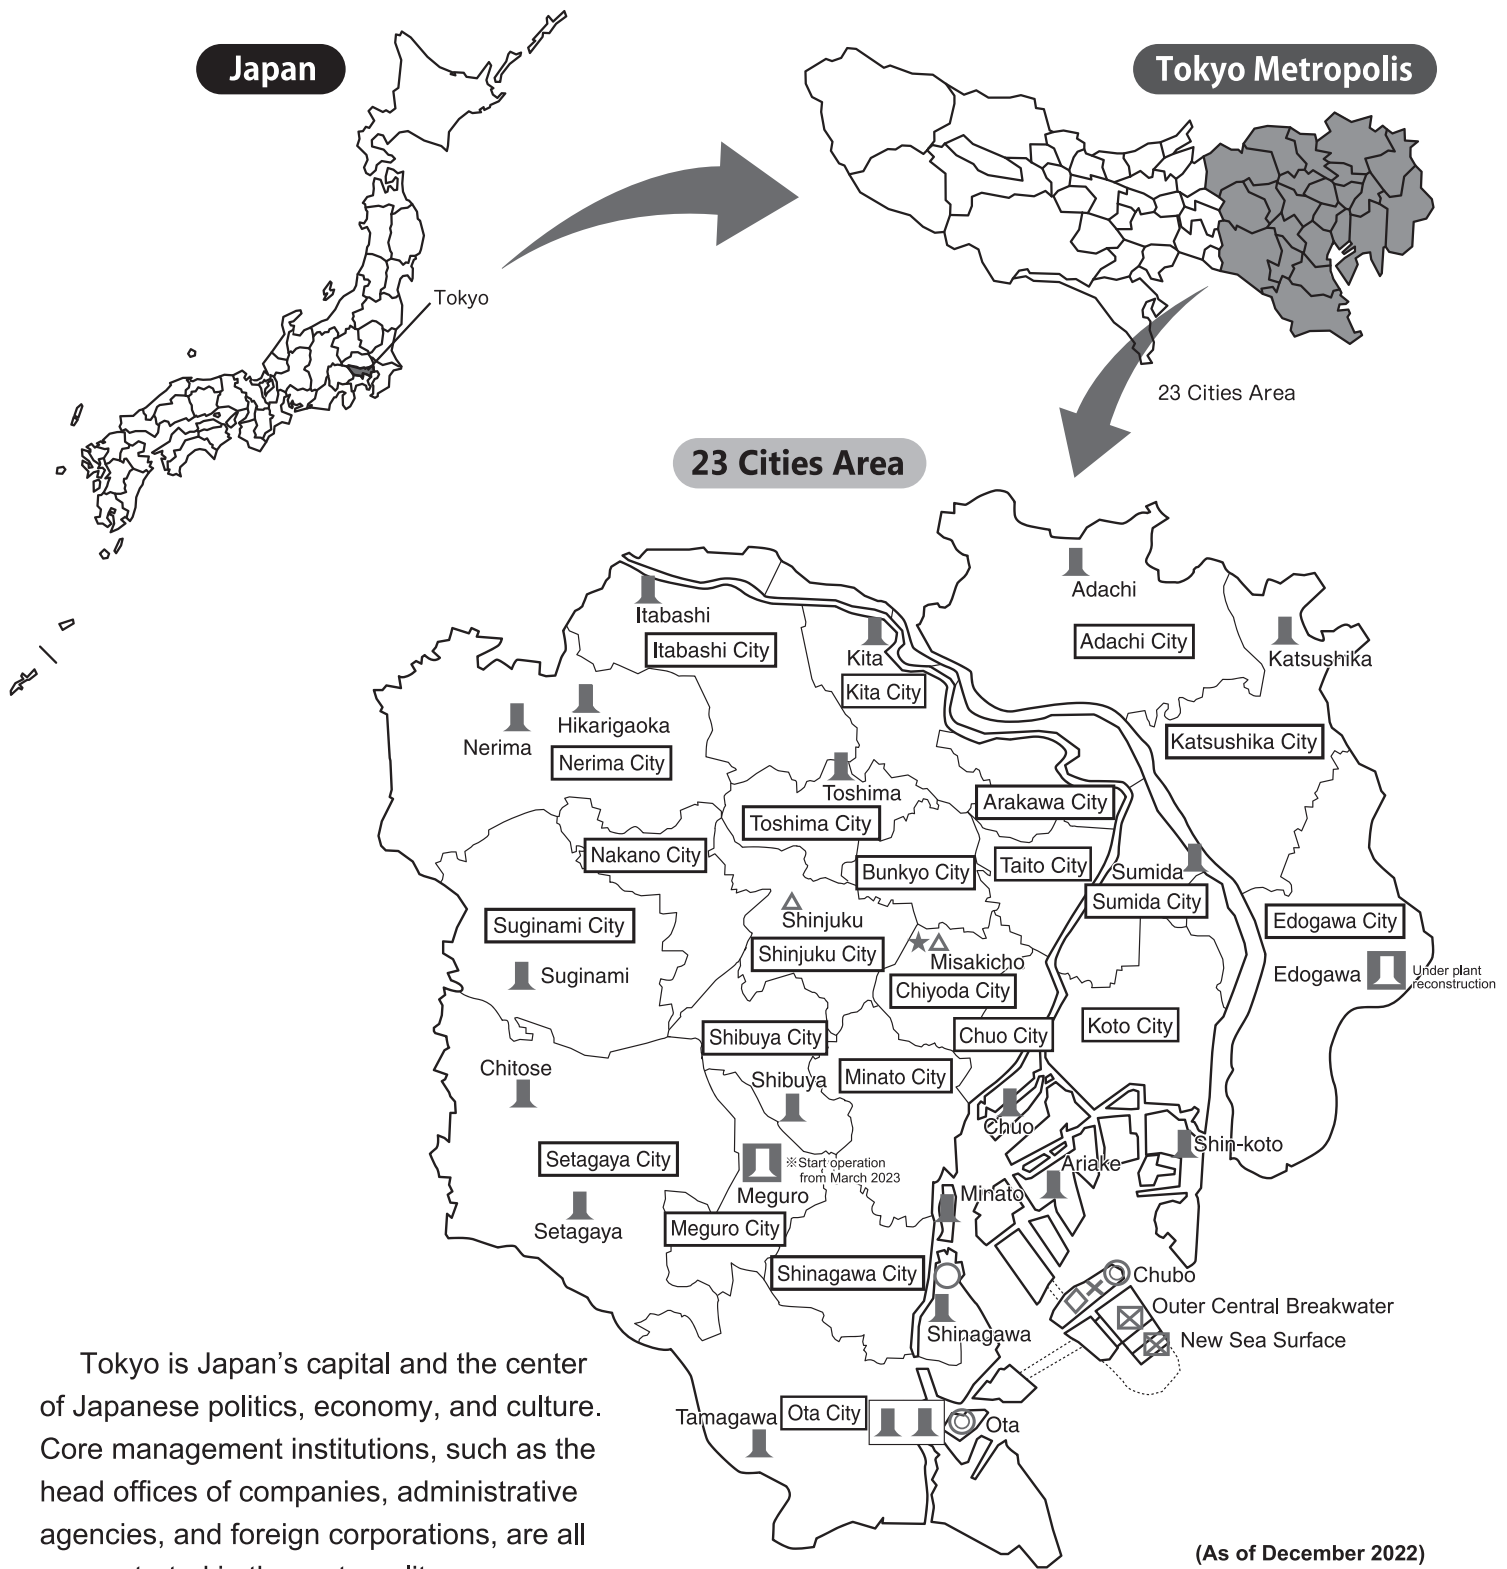 Japan
Tokyo Metropolis
Tokyo
23 Cities Area
23 Cities Area
Adachi
Itabashi
Adachi City
Itabashi City
Kita
Katsushika
Kita City
Hikarigaoka
Nerima
Katsushika City
Nerima City
Toshima
Arakawa City
Toshima City
Nakano City
Bunkyo City
Taito City
Sumida
Sumida City
Shinjuku
Suginami City
Edogawa City
Shinjuku City
Misakicho
Suginami
Edogawa
Under plant
reconstruction
Chiyoda City
Koto City
Shibuya City
Chuo City
Chitose
Shibuya
Minato City
Chuo
Shin-koto
Setagaya City
※Start operation
from March 2023
Ariake
Meguro
Minato
Setagaya
Meguro City
Shinagawa City
Chubo
Outer Central Breakwater
Shinagawa
New Sea Surface
Tamagawa
Ota City
Ota
Tokyo is Japan’s capital and the center
of Japanese politics, economy, and culture.
Core management institutions, such as the
head offices of companies, administrative
agencies, and foreign corporations, are all
(As of December 2022)